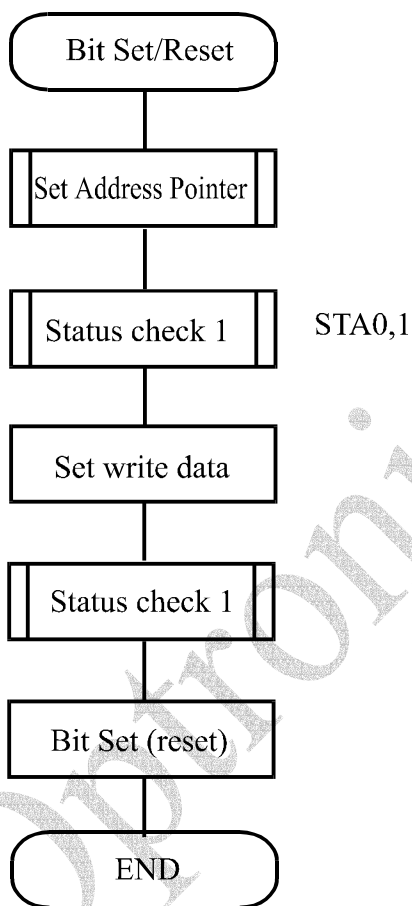 Bit Set/Reset
Set Address Pointer
Status check 1
STA0,1
Set write data
Status check 1
Bit Set (reset)
END
Optroni